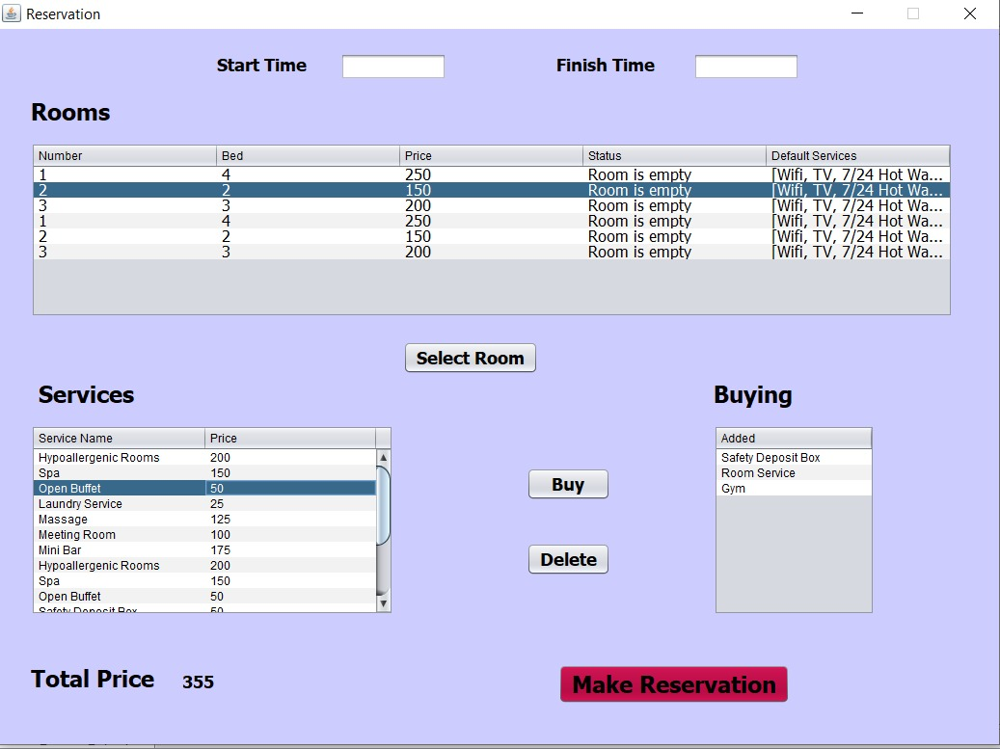 Reservation
Start Time Finish Time
Rooms
Number Bed Price Status Default Services
1 4 250 Room is empty [Wifi, TV, 7/24 Hot Wa...
2 2 150 Room is empty [Wifi, TV, 7/24 Hot Wa...
3 3 200 Room is empty [Wifi, TV, 7/24 Hot Wa...
1 4 250 Room is empty [Wifi, TV, 7/24 Hot Wa...
2 2 150 Room is empty [Wifi, TV, 7/24 Hot Wa...
3 3 200 Room is empty [Wifi, TV, 7/24 Hot Wa...
Select Room
Services
Service Name Price
Hypoallergenic Rooms 200
Spa 150
Open Buffet 50
Laundry Service 25
Massage 125
Meeting Room 100
Mini Bar 175
Hypoallergenic Rooms 200
Spa 150
Open Buffet 50
Safety Deposit Box 50
Buy
Delete
Buying
Added
Safety Deposit Box
Room Service
Gym
Total Price 355
Make Reservation